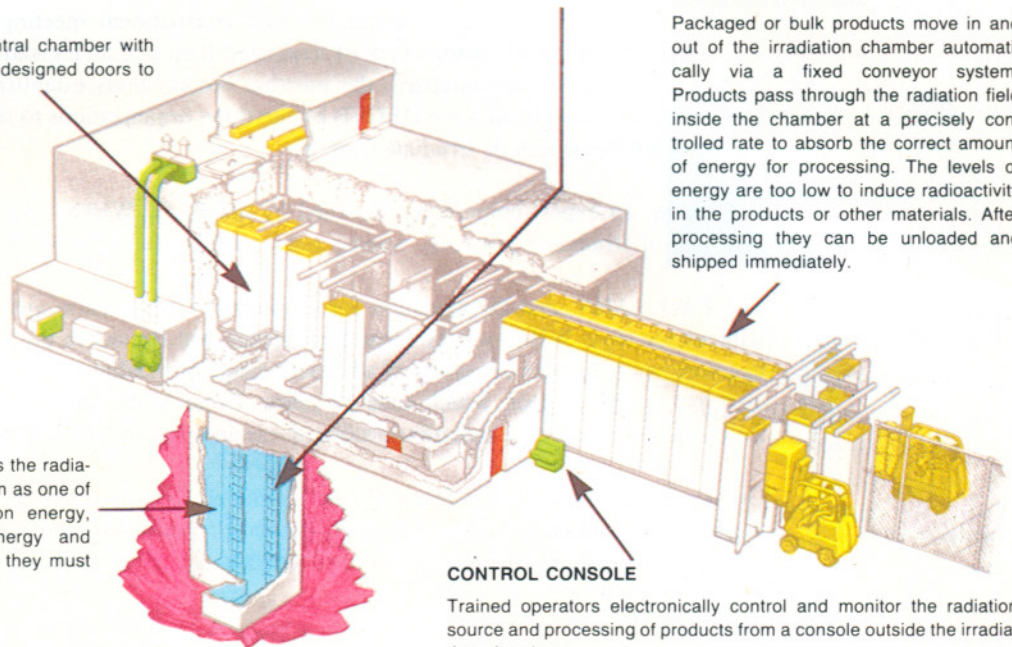 ntral chamber with
designed doors to
Packaged or bulk products move in and
out of the irradiation chamber automati-
cally via a fixed conveyor system
Products pass through the radiation field
inside the chamber at a precisely con-
trolled rate to absorb the correct amoun
of energy for processing. The levels o
energy are too low to induce radioactivit
in the products or other materials. Afte
processing they can be unloaded and
shipped immediately.
s the radia-
n as one of
on energy,
nergy and
they must
CONTROL CONSOLE
Trained operators electronically control and monitor the radiation
source and processing of products from a console outside the irradia